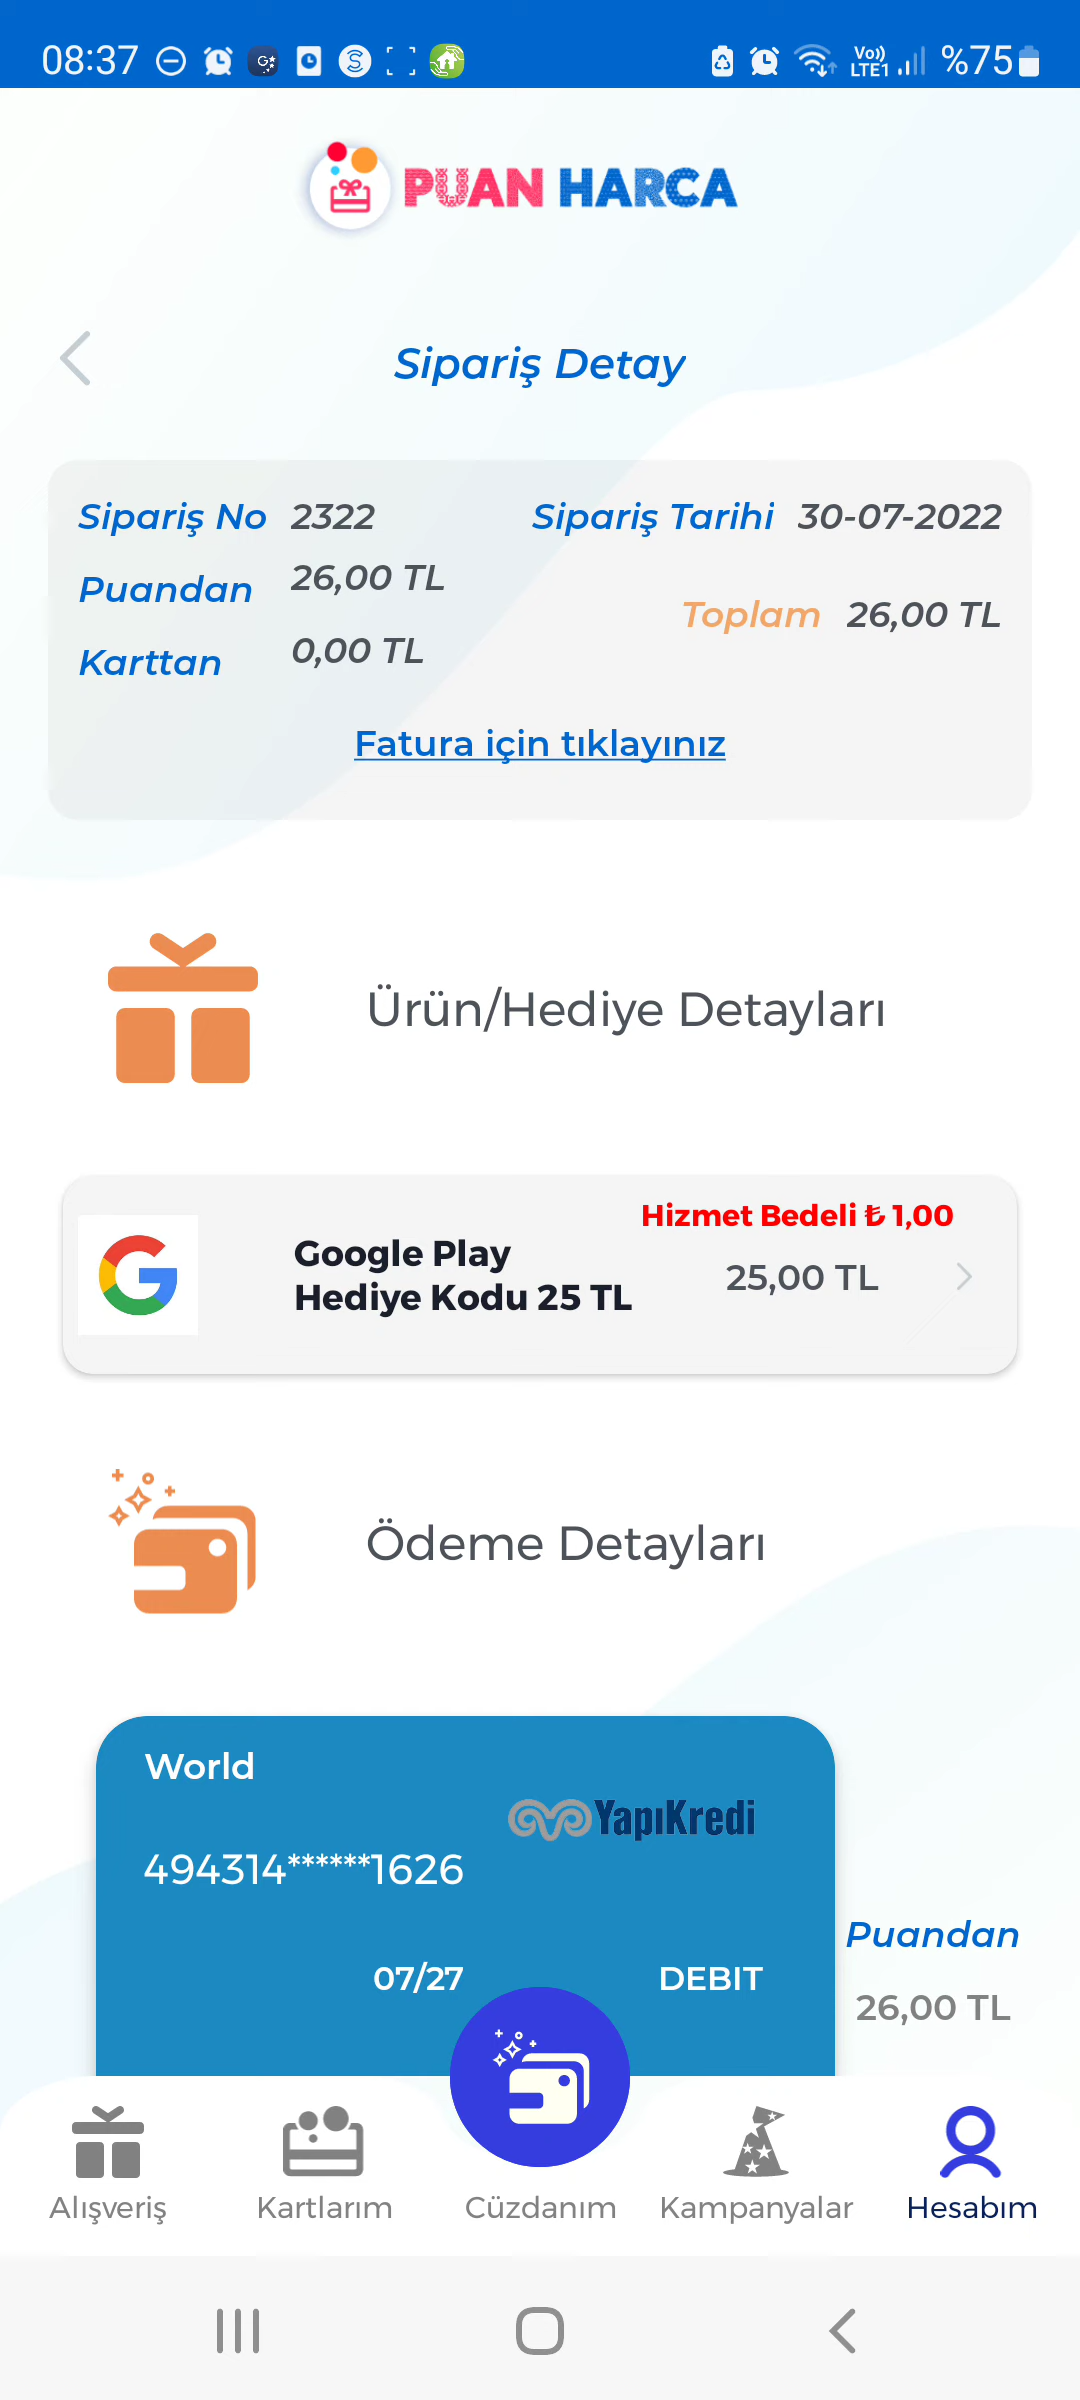 08:37
Vo))
LTE1
%75
PUAN HARCA
Sipariş Detay
Sipariş No 2322
Sipariş Tarihi 30-07-2022
Puandan 26,00 TL
Toplam 26,00 TL
Karttan 0,00 TL
Fatura için tıklayınız
Ürün/Hediye Detayları
Hizmet Bedeli ₺ 1,00
Google Play
Hediye Kodu 25 TL
25,00 TL
Ödeme Detayları
World
YapıKredi
494314******1626
Puandan
07/27
DEBIT
26,00 TL
Alışveriş
Kartlarım
Cüzdanım
Kampanyalar
Hesabım